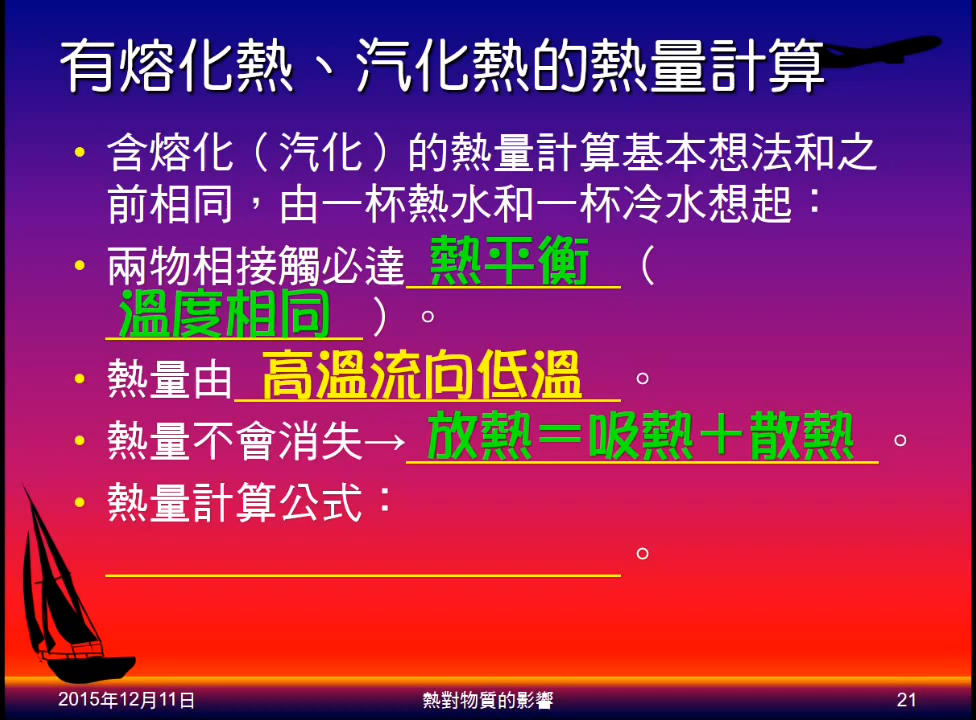 有熔化熱、汽化熱的熱量計算
• 含熔化（汽化）的熱量計算基本想法和之
前相同，由一杯熱水和一杯冷水想起：
• 兩物相接觸必達 熱平衡 （
溫度相同 ）。
• 熱量由 高溫流向低溫 。
• 熱量不會消失→ 放熱＝吸熱＋散熱 。
• 熱量計算公式：
。
2015年12月11日 熱對物質的影響 21